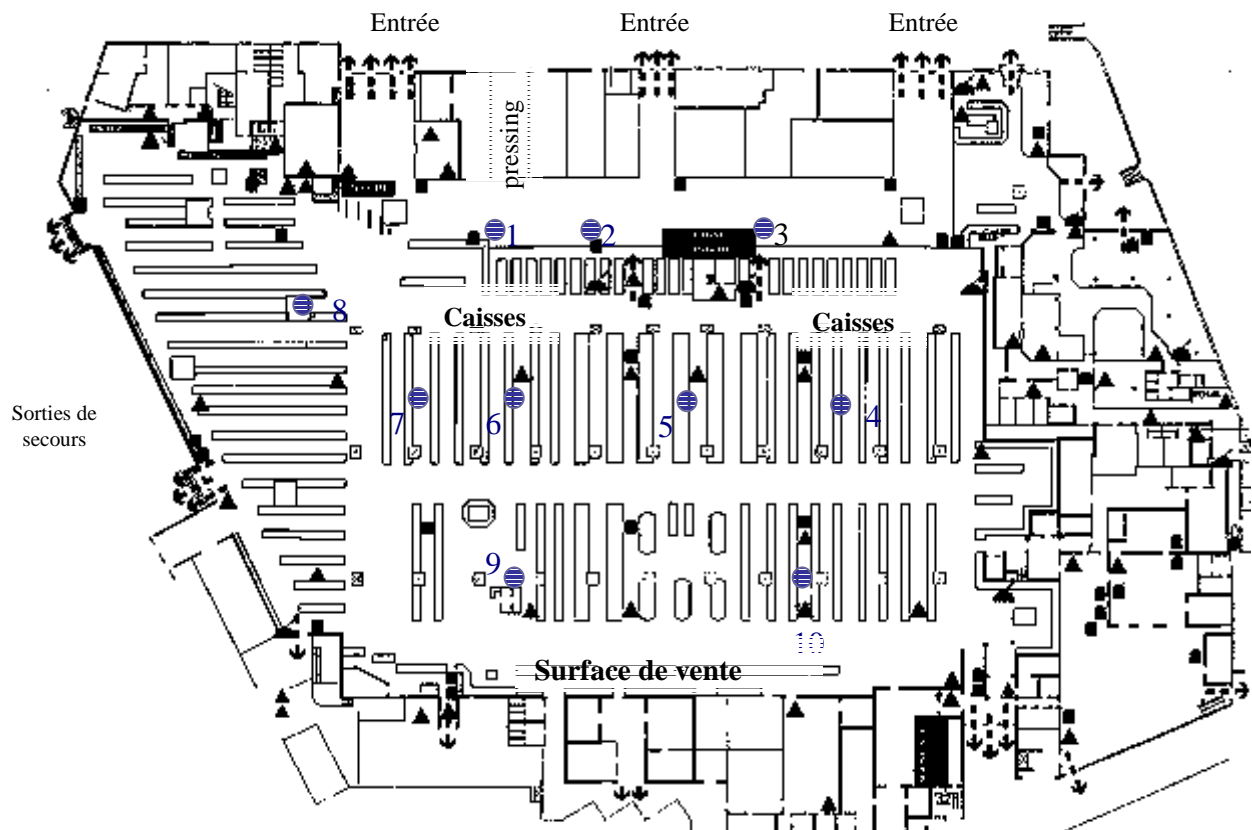 Entrée Entrée Entrée
pressing
1 2 3
8
Caisses Caisses
7 6 5 4
Sorties de
secours
9
10
Surface de vente